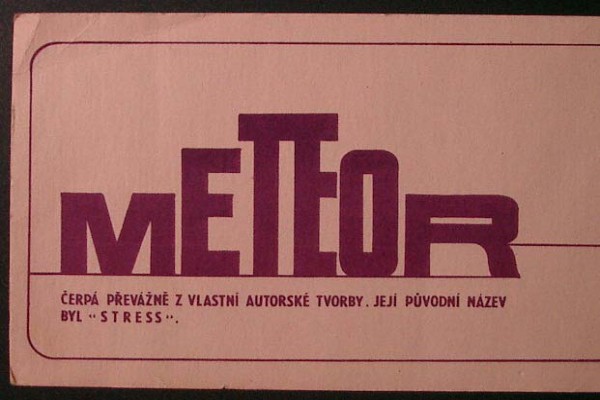 METEOR
ČERPÁ PŘEVÁŽNĚ Z VLASTNÍ AUTORSKÉ TVORBY. JEJÍ PŮVODNÍ NÁZEV
BYL “STRESS”.